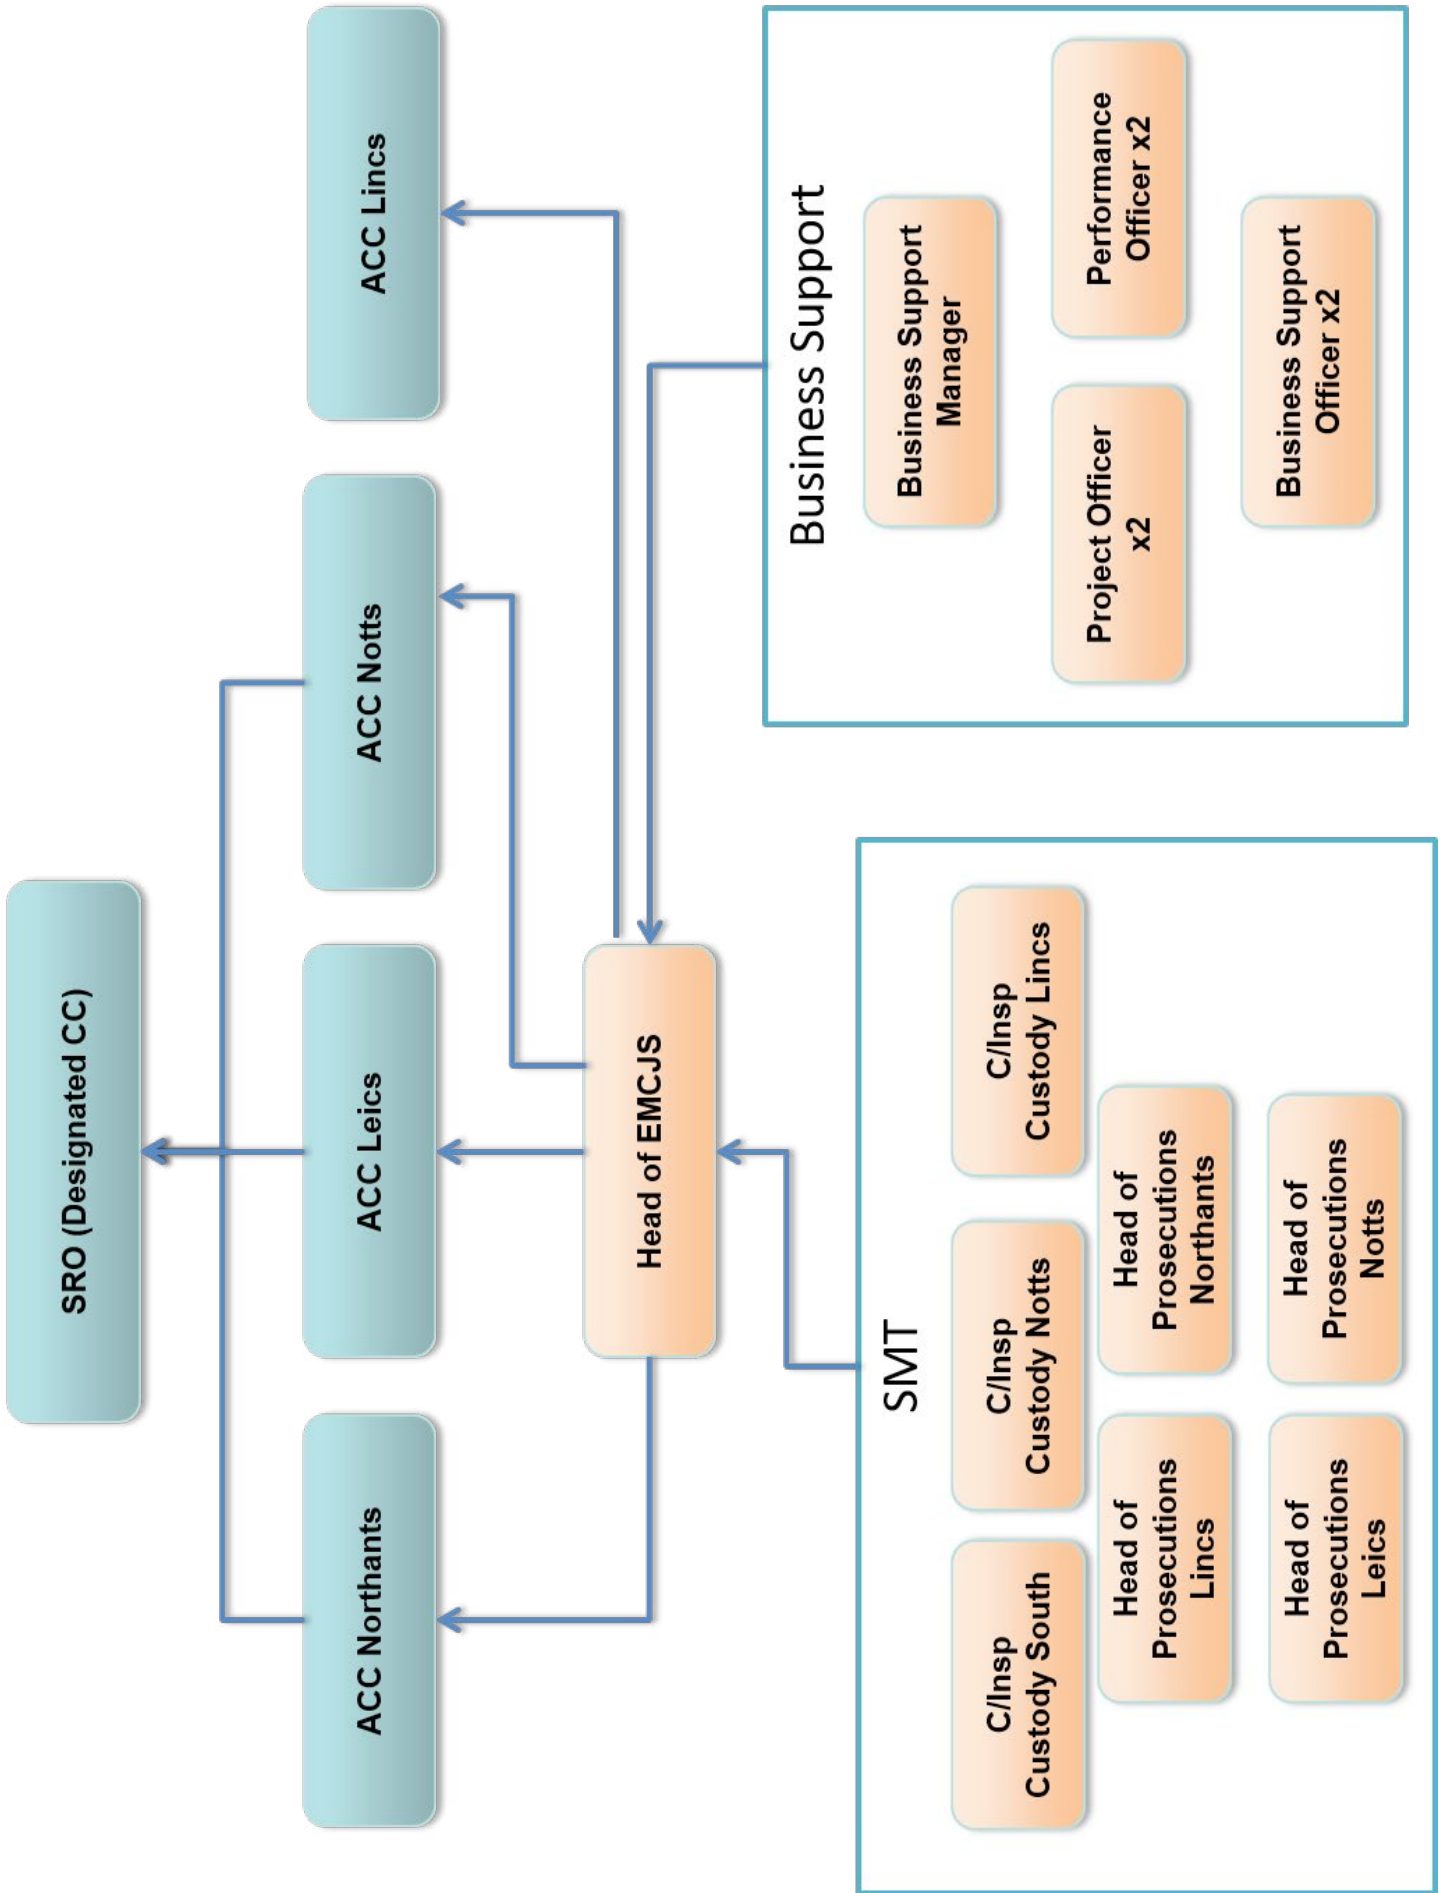 SRO (Designated CC)
ACC Northants
ACC Leics
ACC Notts
ACC Lincs
Head of EMCJS
SMT
C/Insp
Custody South
C/Insp
Custody Notts
C/Insp
Custody Lincs
Head of
Prosecutions
Lincs
Head of
Prosecutions
Northants
Head of
Prosecutions
Leics
Head of
Prosecutions
Notts
Business Support
Business Support
Manager
Project Officer
x2
Performance
Officer x2
Business Support
Officer x2